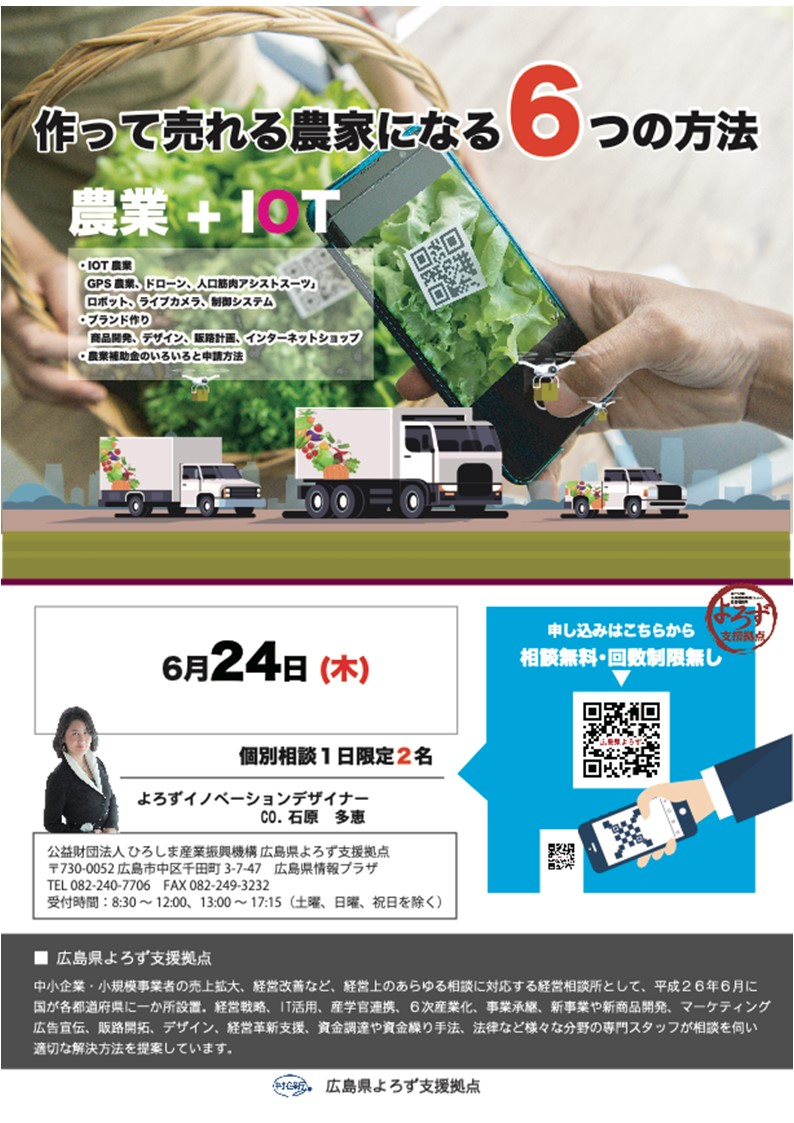 作って売れる農家になる6つの方法
農業 + IOT
・IOT農業
GPS農業、ドローン、人口筋肉アシストスーツ」
ロボット、ライブカメラ、制御システム
・ブランド作り
商品開発、デザイン、販路計画、インターネットショップ
・農業補助金のいろいろと申請方法
6月24日 (木)
個別相談1日限定2名
よろずイノベーションデザイナー
CO. 石原 多恵
公益財団法人 ひろしま産業振興機構 広島県よろず支援拠点
〒730-0052 広島市中区千田町 3-7-47 広島県情報プラザ
TEL 082-240-7706 FAX 082-249-3232
受付時間：8:30 ～ 12:00、13:00 ～ 17:15（土曜、日曜、祝日を除く）
よろず
支援拠点
申し込みはこちらから
相談無料・回数制限無し
広島県よろず
■ 広島県よろず支援拠点
中小企業・小規模事業者の売上拡大、経営改善など、経営上のあらゆる相談に対応する経営相談所として、平成２６年６月に
国が各都道府県に一か所設置。経営戦略、IT活用、産学官連携、６次産業化、事業承継、新事業や新商品開発、マーケティング
広告宣伝、販路開拓、デザイン、経営革新支援、資金調達や資金繰り手法、法律など様々な分野の専門スタッフが相談を伺い
適切な解決方法を提案しています。
広島県よろず支援拠点